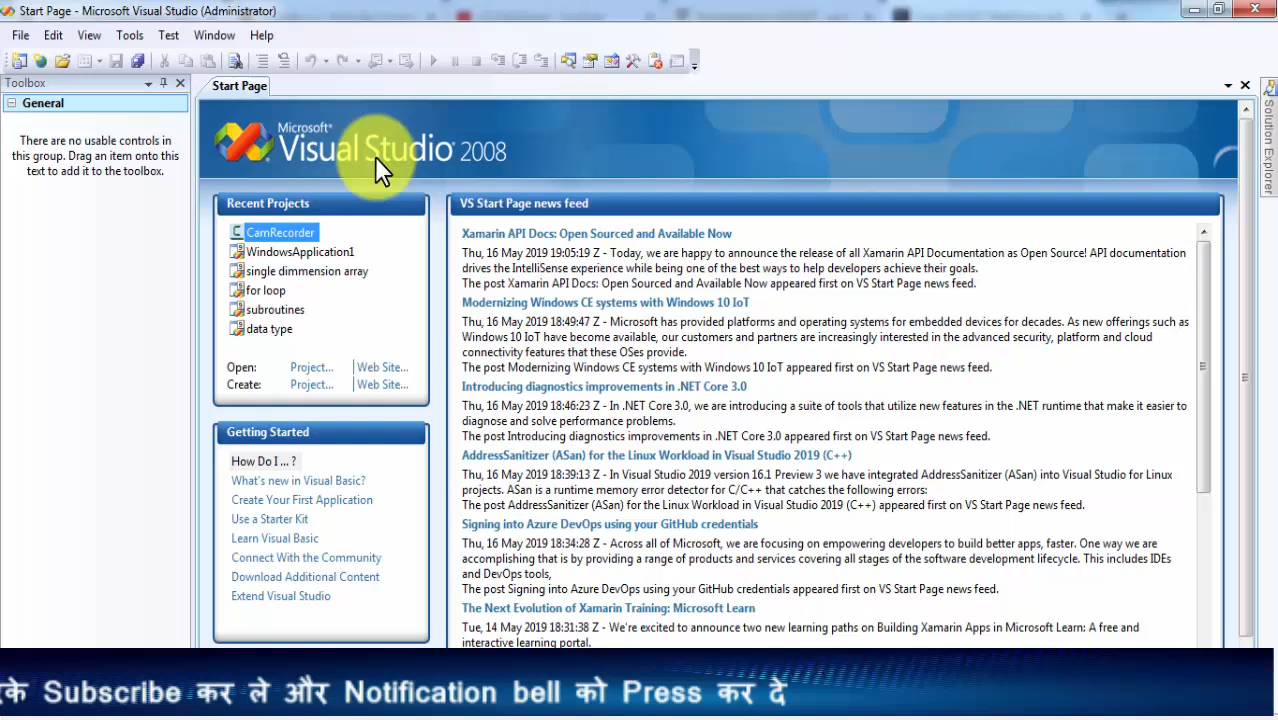 Start Page - Microsoft Visual Studio (Administrator)
File Edit View Tools Test Window Help
Toolbox
General
There are no usable controls in
this group. Drag an item onto this
text to add it to the toolbox.
Start Page
Solution Explorer
Microsoft®
Visual Studio® 2008
Recent Projects
CamRecorder
WindowsApplication1
single dimmension array
for loop
subroutines
data type
Open: Project... Web Site...
Create: Project... Web Site...
Getting Started
How Do I ... ?
What's new in Visual Basic?
Create Your First Application
Use a Starter Kit
Learn Visual Basic
Connect With the Community
Download Additional Content
Extend Visual Studio
VS Start Page news feed
Xamarin API Docs: Open Sourced and Available Now
Thu, 16 May 2019 19:05:19 Z - Today, we are happy to announce the release of all Xamarin API Documentation as Open Source! API documentation
drives the IntelliSense experience while being one of the best ways to help developers achieve their goals.
The post Xamarin API Docs: Open Sourced and Available Now appeared first on VS Start Page news feed.
Modernizing Windows CE systems with Windows 10 IoT
Thu, 16 May 2019 18:49:47 Z - Microsoft has provided platforms and operating systems for embedded devices for decades. As new offerings such as
Windows 10 IoT have become available, our customers and partners are increasingly interested in the advanced security, platform and cloud
connectivity features that these OSes provide.
The post Modernizing Windows CE systems with Windows 10 IoT appeared first on VS Start Page news feed.
Introducing diagnostics improvements in .NET Core 3.0
Thu, 16 May 2019 18:46:23 Z - In .NET Core 3.0, we are introducing a suite of tools that utilize new features in the .NET runtime that make it easier to
diagnose and solve performance problems.
The post Introducing diagnostics improvements in .NET Core 3.0 appeared first on VS Start Page news feed.
AddressSanitizer (ASan) for the Linux Workload in Visual Studio 2019 (C++)
Thu, 16 May 2019 18:39:13 Z - In Visual Studio 2019 version 16.1 Preview 3 we have integrated AddressSanitizer (ASan) into Visual Studio for Linux
projects. ASan is a runtime memory error detector for C/C++ that catches the following errors:
The post AddressSanitizer (ASan) for the Linux Workload in Visual Studio 2019 (C++) appeared first on VS Start Page news feed.
Signing into Azure DevOps using your GitHub credentials
Thu, 16 May 2019 18:34:28 Z - Across all of Microsoft, we are focusing on empowering developers to build better apps, faster. One way we are
accomplishing that is by providing a range of products and services covering all stages of the software development lifecycle. This includes IDEs
and DevOps tools,
The post Signing into Azure DevOps using your GitHub credentials appeared first on VS Start Page news feed.
The Next Evolution of Xamarin Training: Microsoft Learn
Tue, 14 May 2019 18:31:38 Z - We're excited to announce two new learning paths on Building Xamarin Apps in Microsoft Learn: A free and
interactive learning portal.
Subscribe कर ले और Notification bell को Press कर दे